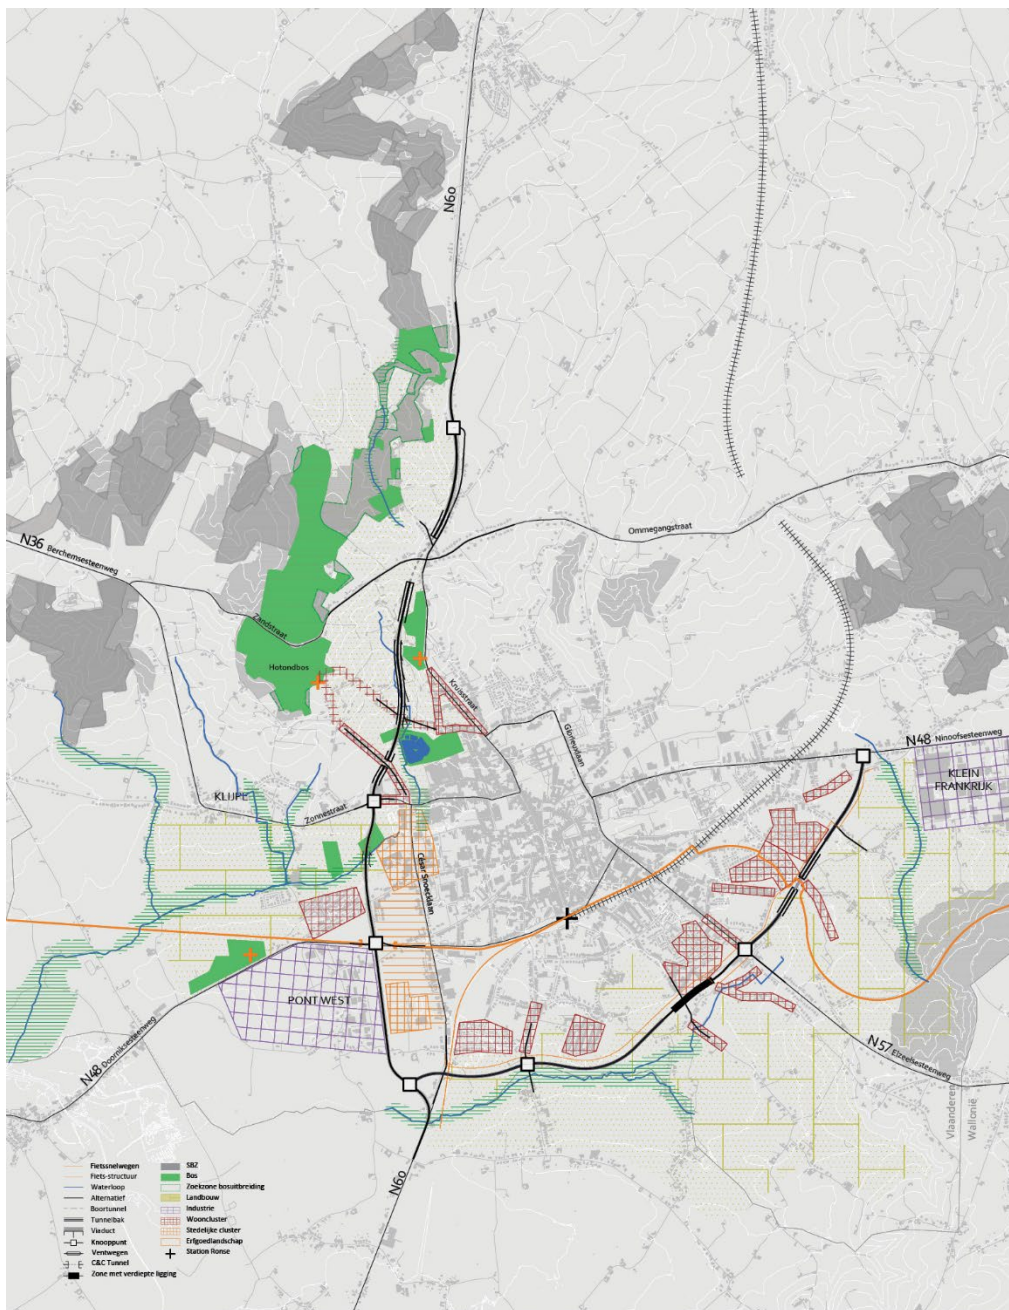 N60
Ommegangstraat
N36 Berchemsesteenweg
Zandstraat
Hotondbos
Kruisstraat
Glorieuxlaan
N48 Ninoofsesteenweg
KLEIN
FRANKRIJK
KLIJPE
Zonnestraat
César Snoecklaan
PONT WEST
N48 Doorniksesteenweg
N57 Elzeelsesteenweg
Vlaanderen
Wallonië
N60
Fietssnelwegen
Fiets-structuur
Waterloop
Alternatief
Boortunnel
Tunnelbak
Viaduct
Knooppunt
Ventwegen
C&C Tunnel
Zone met verdiepte ligging
SBZ
Bos
Zoekzone bosuitbreiding
Landbouw
Industrie
Wooncluster
Stedelijke cluster
Erfgoedlandschap
Station Ronse